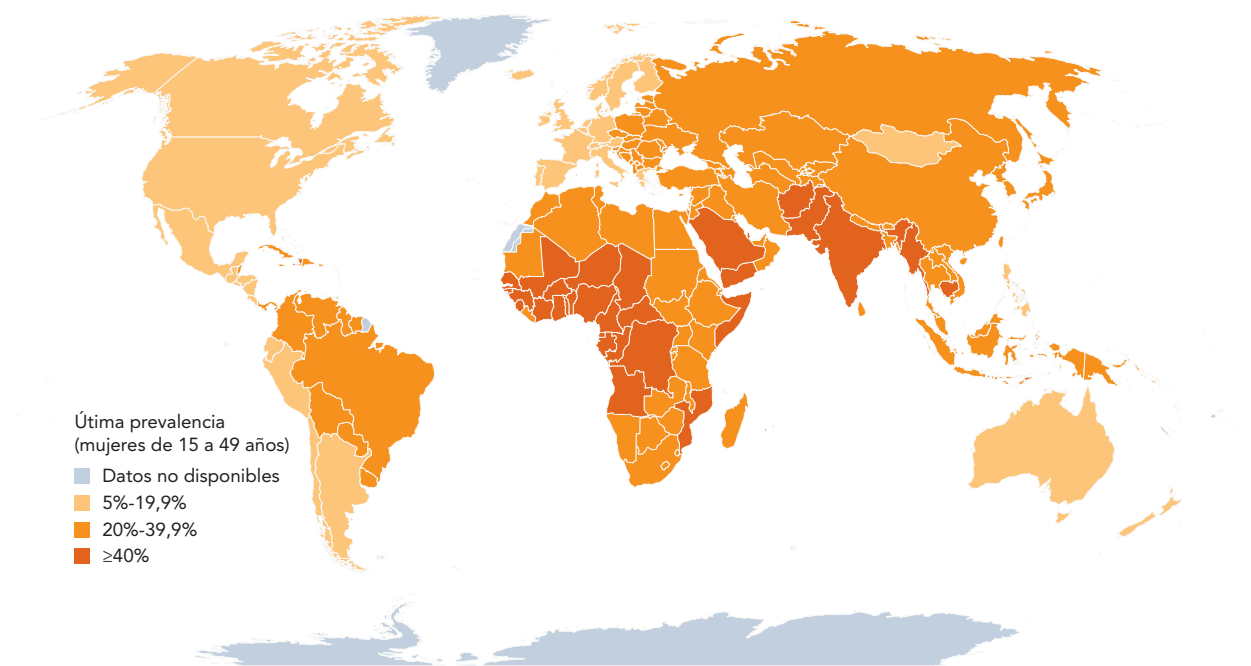 Útima prevalencia
(mujeres de 15 a 49 años)
Datos no disponibles
5%-19,9%
20%-39,9%
≥40%